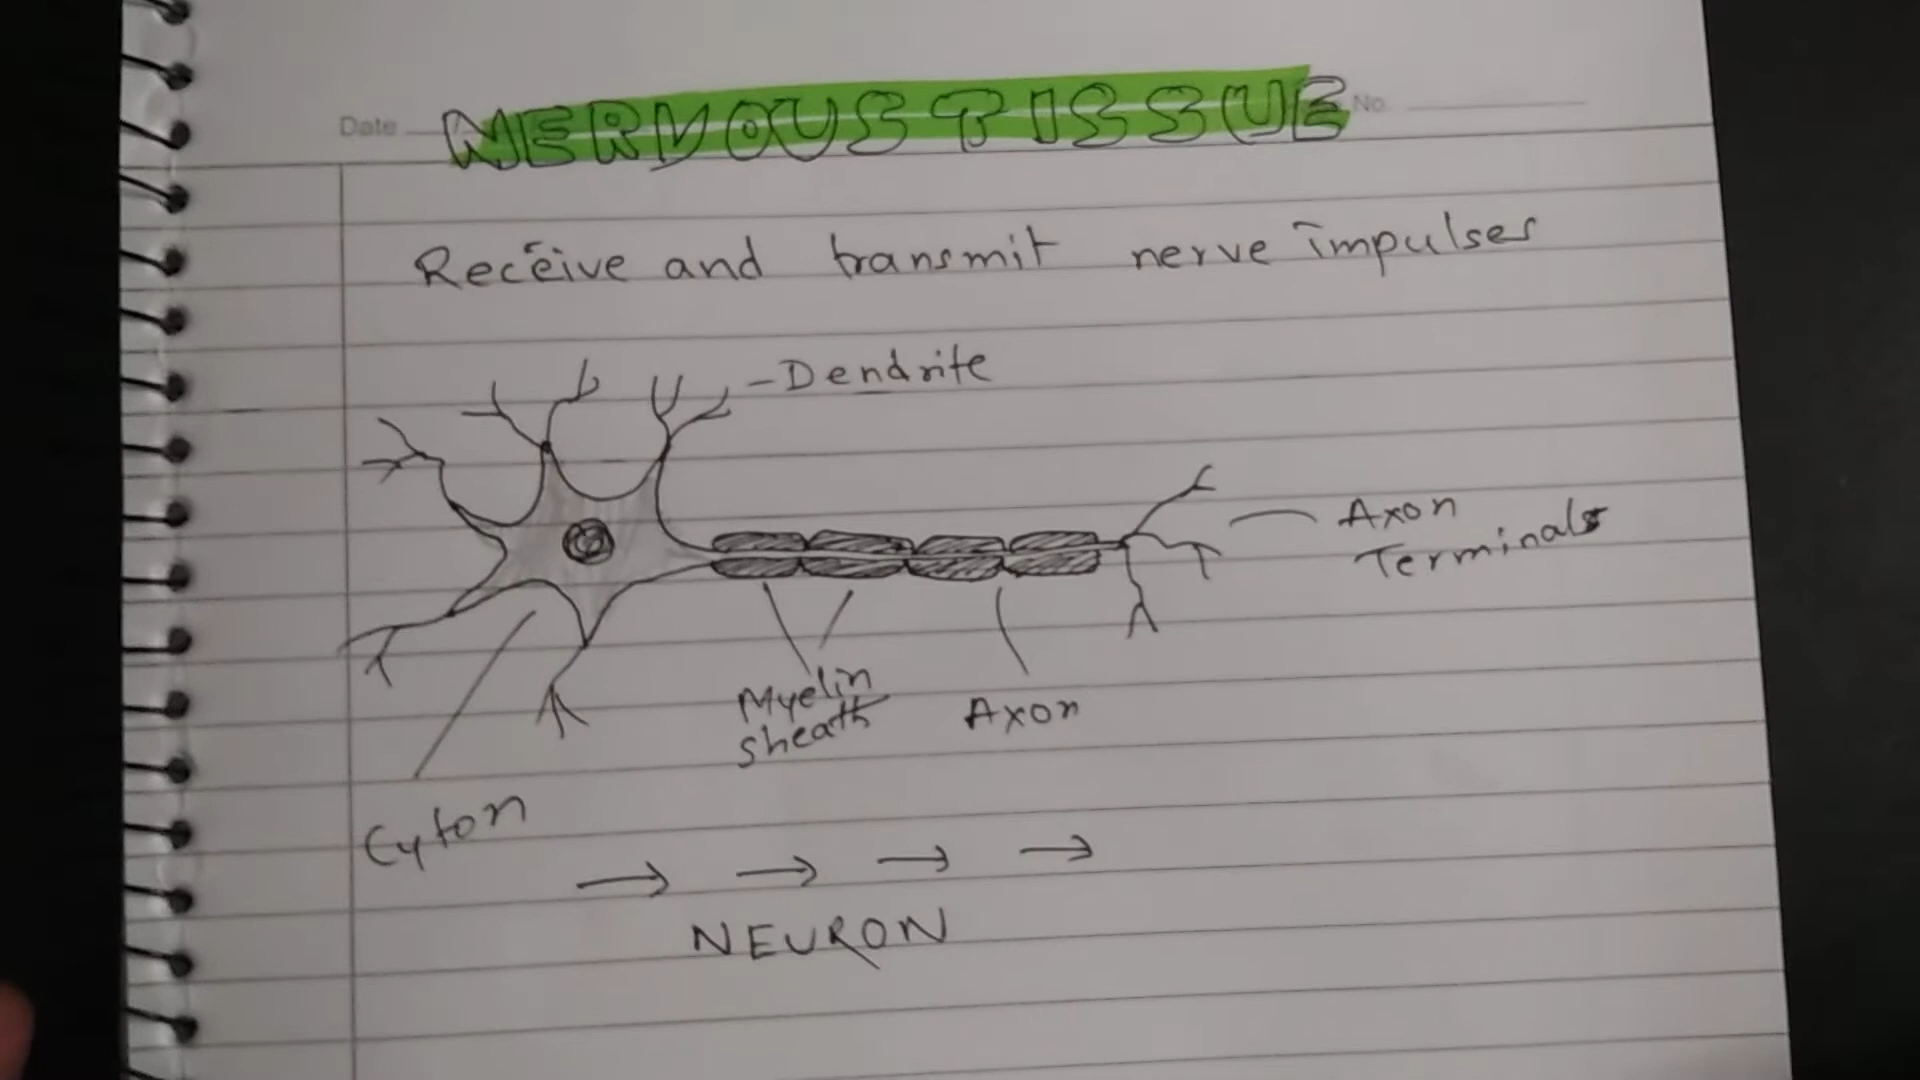 Date
No
NERVOUS TISSUE
Receive and transmit nerve impulses
Dendrite
Axon
Terminals
Myelin
sheath
Axon
Cyton
NEURON